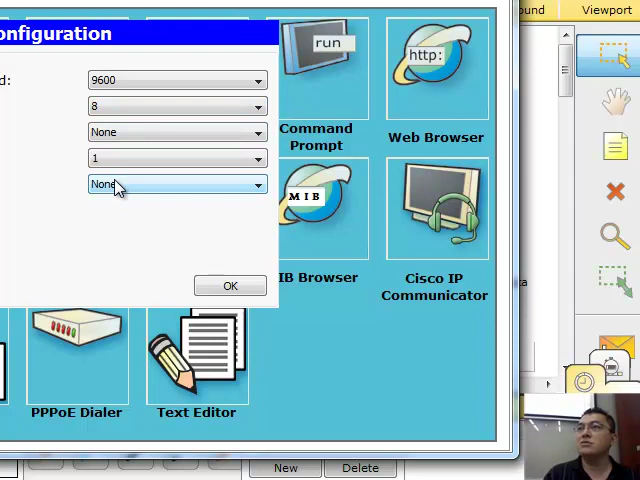 ound
Viewport
onfiguration
d:
9600
8
None
1
None
OK
run
http:
Command
Prompt
Web Browser
MIB
IB Browser
Cisco IP
Communicator
PPPoE Dialer
Text Editor
ta
New
Delete